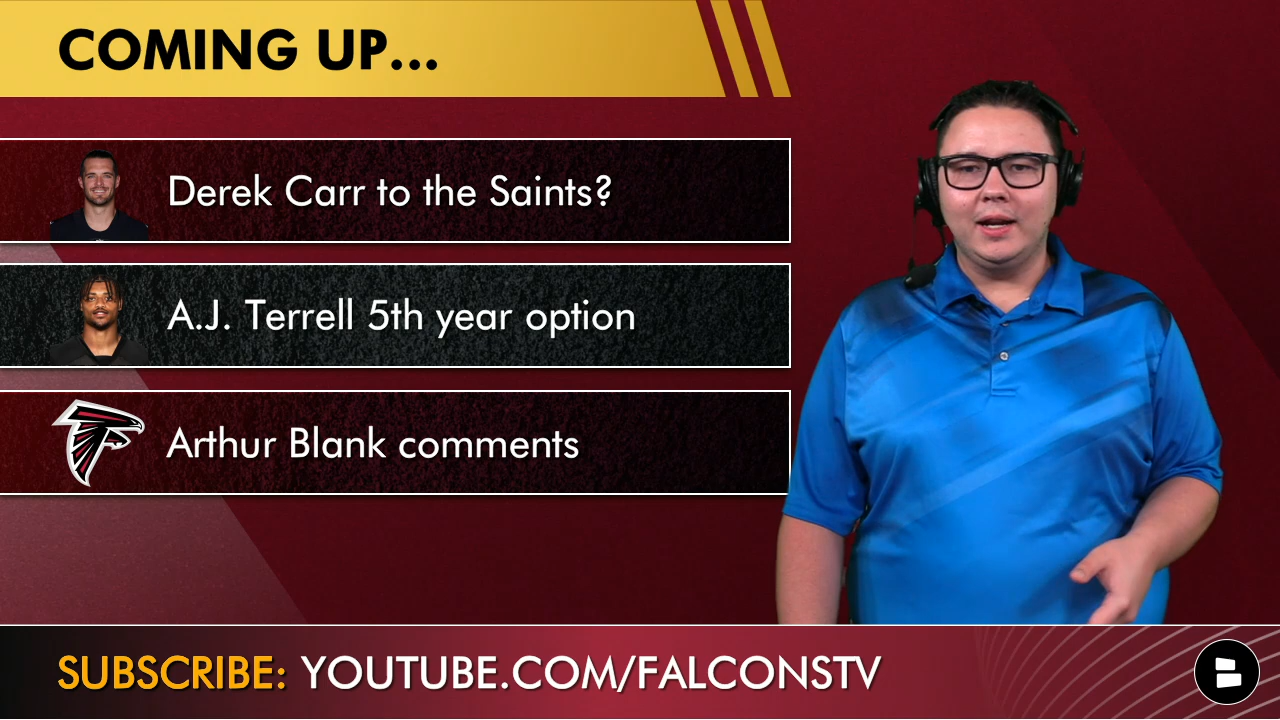 COMING UP...
Derek Carr to the Saints?
A.J. Terrell 5th year option
Arthur Blank comments
SUBSCRIBE: YOUTUBE.COM/FALCONSTV